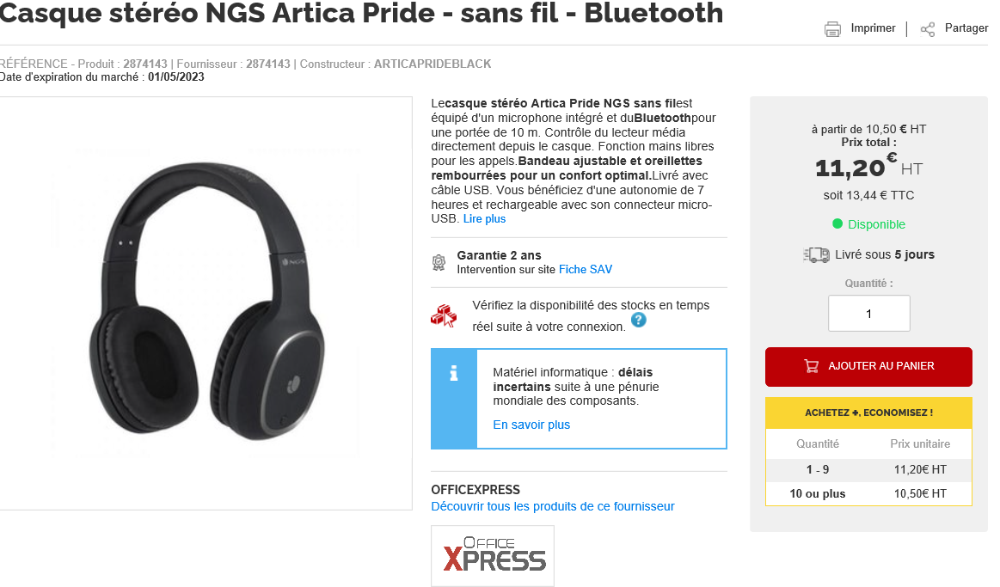 Casque stéréo NGS Artica Pride - sans fil - Bluetooth
Imprimer | Partager
RÉFÉRENCE - Produit : 2874143 | Fournisseur : 2874143 | Constructeur : ARTICAPRIDEBLACK
Date d'expiration du marché : 01/05/2023
Lecasque stéréo Artica Pride NGS sans filest
équipé d'un microphone intégré et duBluetoothpour
une portée de 10 m. Contrôle du lecteur média
directement depuis le casque. Fonction mains libres
pour les appels.Bandeau ajustable et oreillettes
rembourrées pour un confort optimal.Livré avec
câble USB. Vous bénéficiez d'une autonomie de 7
heures et rechargeable avec son connecteur micro-
USB. Lire plus
Garantie 2 ans
Intervention sur site Fiche SAV
Vérifiez la disponibilité des stocks en temps
réel suite à votre connexion. ?
Matériel informatique : délais
incertains suite à une pénurie
mondiale des composants.
En savoir plus
OFFICEXPRESS
Découvrir tous les produits de ce fournisseur
OFFICE
XPRESS
à partir de 10,50 € HT
Prix total :
11,20€ HT
soit 13,44 € TTC
Disponible
Livré sous 5 jours
Quantité :
1
AJOUTER AU PANIER
ACHETEZ +, ECONOMISEZ !
Quantité Prix unitaire
1 - 9 11,20€ HT
10 ou plus 10,50€ HT
NGS